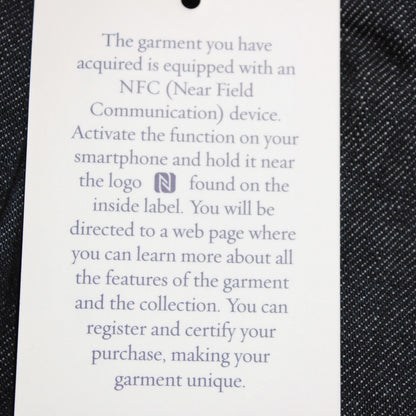 The garment you have
acquired is equipped with an
NFC (Near Field
Communication) device.
Activate the function on your
smartphone and hold it near
the logo N found on the
inside label. You will be
directed to a web page where
you can learn more about all
the features of the garment
and the collection. You can
register and certify your
purchase, making your
garment unique.